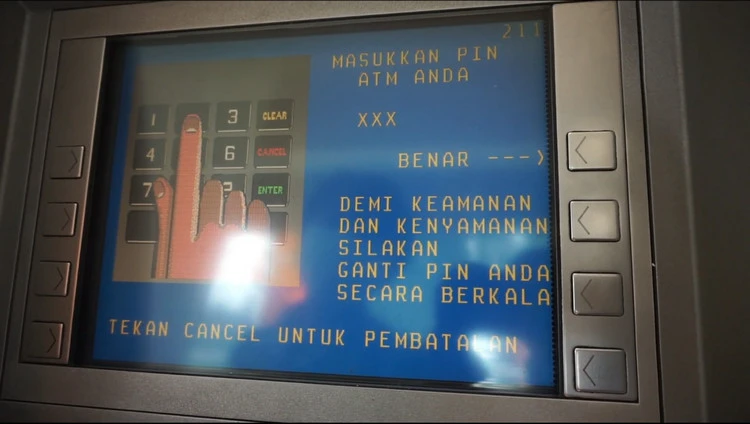 211
MASUKKAN PIN
ATM ANDA
XXX
BENAR --->
DEMI KEAMANAN
DAN KENYAMANAN
SILAKAN
GANTI PIN ANDA
SECARA BERKALA
1 3 CLEAR
4 6 CANCEL
7 ENTER
TEKAN CANCEL UNTUK PEMBATALAN